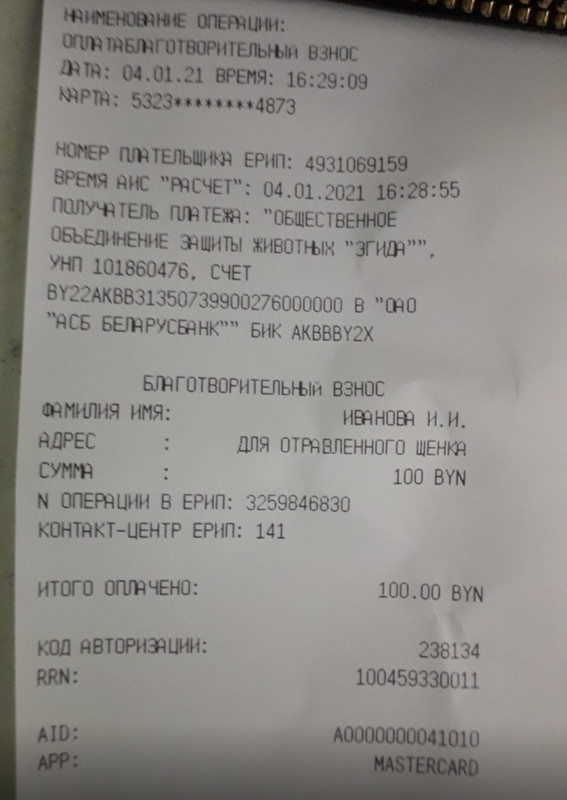 НАИМЕНОВАНИЕ ОПЕРАЦИИ:
ОПЛАТАБЛАГОТВОРИТЕЛЬНЫЙ ВЗНОС
ДАТА: 04.01.21 ВРЕМЯ: 16:29:09
КАРТА: 5323********4873
НОМЕР ПЛАТЕЛЬЩИКА ЕРИП: 4931069159
ВРЕМЯ АИС "РАСЧЕТ": 04.01.2021 16:28:55
ПОЛУЧАТЕЛЬ ПЛАТЕЖА: "ОБЩЕСТВЕННОЕ
ОБЪЕДИНЕНИЕ ЗАЩИТЫ ЖИВОТНЫХ "ЭГИДА"",
УНП 101860476, СЧЕТ
BY22AKBB31350739900276000000 В "ОАО
"АСБ БЕЛАРУСБАНК"" БИК AKBBBY2X
БЛАГОТВОРИТЕЛЬНЫЙ ВЗНОС
ФАМИЛИЯ ИМЯ: ИВАНОВА И.И.
АДРЕС : ДЛЯ ОТРАВЛЕННОГО ЩЕНКА
СУММА : 100 BYN
N ОПЕРАЦИИ В ЕРИП: 3259846830
КОНТАКТ-ЦЕНТР ЕРИП: 141
ИТОГО ОПЛАЧЕНО: 100.00 BYN
КОД АВТОРИЗАЦИИ: 238134
RRN: 100459330011
AID: A0000000041010
APP: MASTERCARD